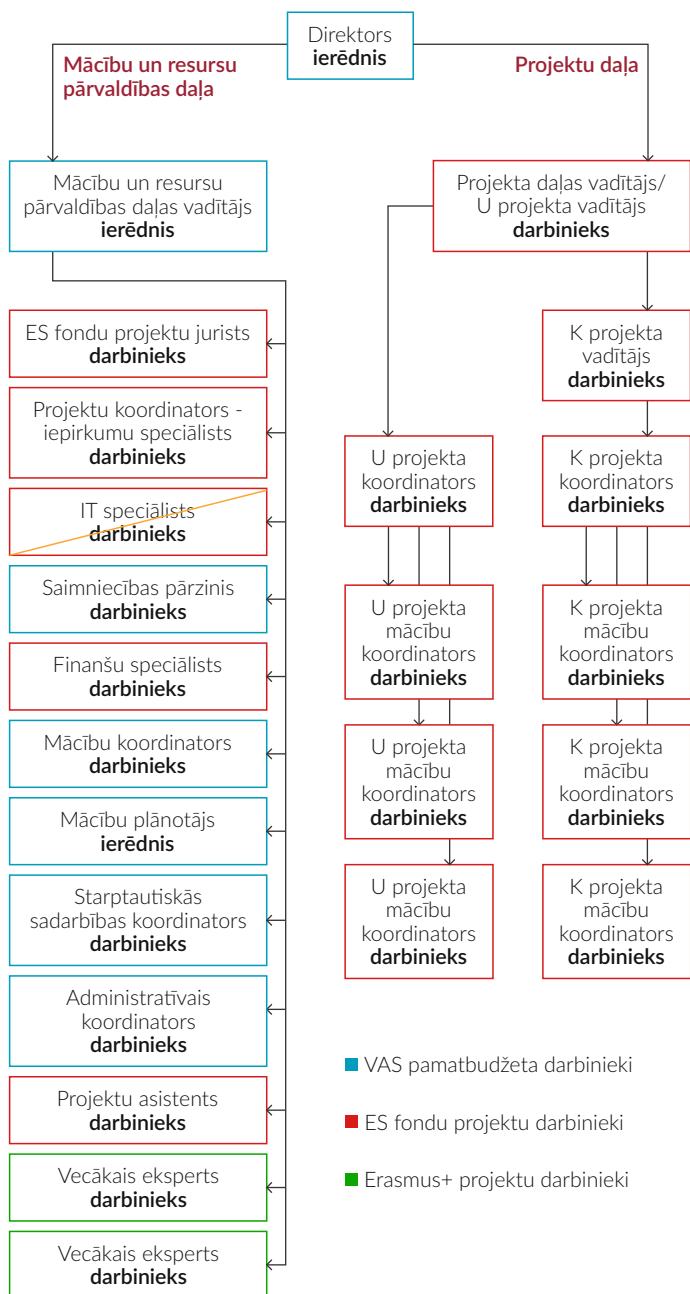 Direktors
ierēdnis
Mācību un resursu
pārvaldības daļa
Projektu daļa
Mācību un resursu
pārvaldības daļas vadītājs
ierēdnis
ES fondu projektu jurists
darbinieks
Projektu koordinators -
iepirkumu speciālists
darbinieks
IT speciālists
darbinieks
Saimniecības pārzinis
darbinieks
Finanšu speciālists
darbinieks
Mācību koordinators
darbinieks
Mācību plānotājs
ierēdnis
Starptautiskās
sadarbības koordinators
darbinieks
Administratīvais
koordinators
darbinieks
Projektu asistents
darbinieks
Vecākais eksperts
darbinieks
Vecākais eksperts
darbinieks
Projekta daļas vadītājs/
U projekta vadītājs
darbinieks
K projekta
vadītājs
darbinieks
U projekta
koordinators
darbinieks
K projekta
koordinators
darbinieks
U projekta
mācību
koordinators
darbinieks
K projekta
mācību
koordinators
darbinieks
U projekta
mācību
koordinators
darbinieks
K projekta
mācību
koordinators
darbinieks
U projekta
mācību
koordinators
darbinieks
K projekta
mācību
koordinators
darbinieks
VAS pamatbudžeta darbinieki
ES fondu projektu darbinieki
Erasmus+ projektu darbinieki